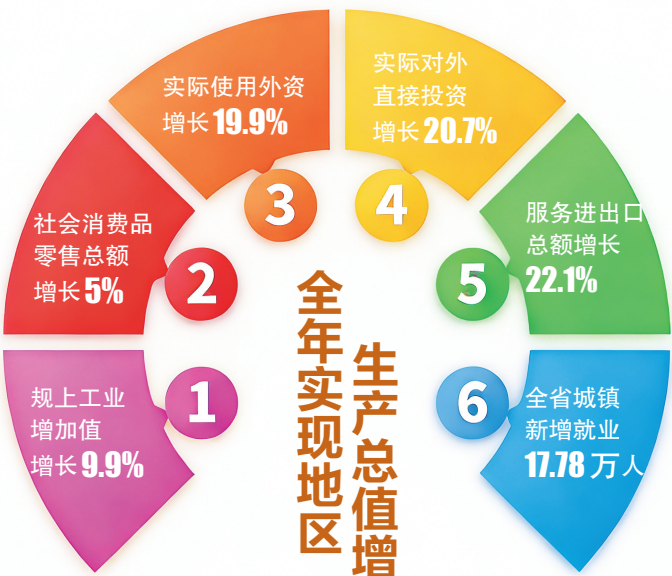 1
规上工业
增加值
增长9.9%
2
社会消费品
零售总额
增长5%
3
实际使用外资
增长19.9%
4
实际对外
直接投资
增长20.7%
5
服务进出口
总额增长
22.1%
6
全省城镇
新增就业
17.78万人
全年实现地区
生产总值增